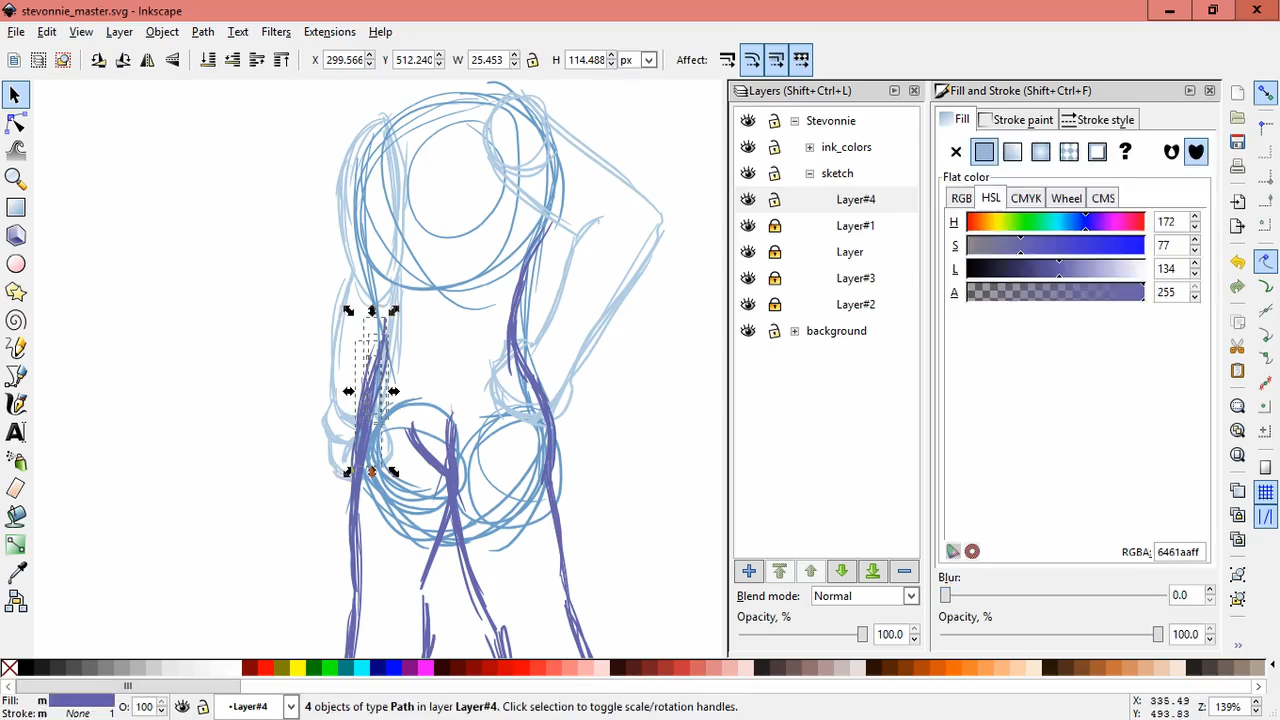 stevonnie_master.svg - Inkscape
File Edit View Layer Object Path Text Filters Extensions Help
X 299.566 Y 512.240 W 25.453 H 114.488 px Affect:
Layers (Shift+Ctrl+L)
Stevonnie
ink_colors
sketch
Layer#4
Layer#1
Layer
Layer#3
Layer#2
background
Blend mode: Normal
Opacity, %
100.0
Fill and Stroke (Shift+Ctrl+F)
Fill Stroke paint Stroke style
?
Flat color
RGB HSL CMYK Wheel CMS
H 172
S 77
L 134
A 255
RGBA: 6461aaff
Blur:
0.0
Opacity, %
100.0
Fill: m
Stroke: m None 1
O: 100
•Layer#4
4 objects of type Path in layer Layer#4. Click selection to toggle scale/rotation handles.
X: 335.49
Y: 493.83
Z: 139%